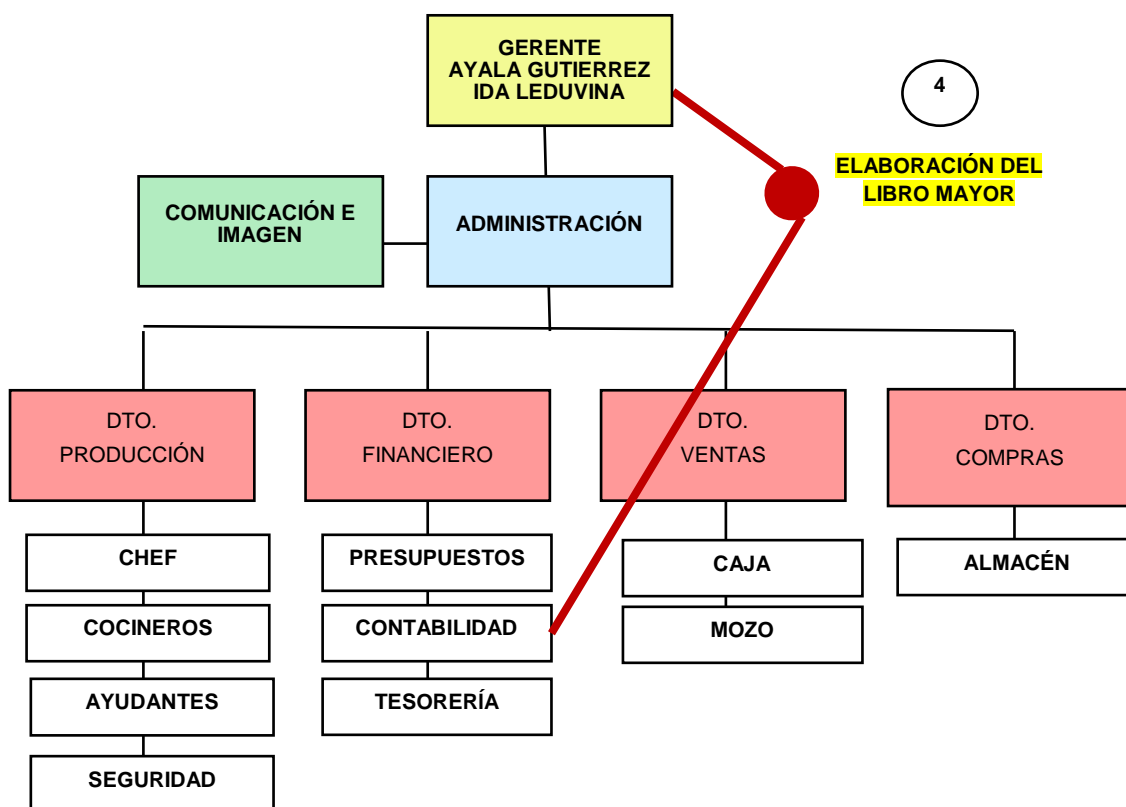 GERENTE
AYALA GUTIERREZ
IDA LEDUVINA
4
ELABORACIÓN DEL
LIBRO MAYOR
COMUNICACIÓN E
IMAGEN
ADMINISTRACIÓN
DTO.
PRODUCCIÓN
DTO.
FINANCIERO
DTO.
VENTAS
DTO.
COMPRAS
CHEF
COCINEROS
AYUDANTES
SEGURIDAD
PRESUPUESTOS
CONTABILIDAD
TESORERÍA
CAJA
MOZO
ALMACÉN